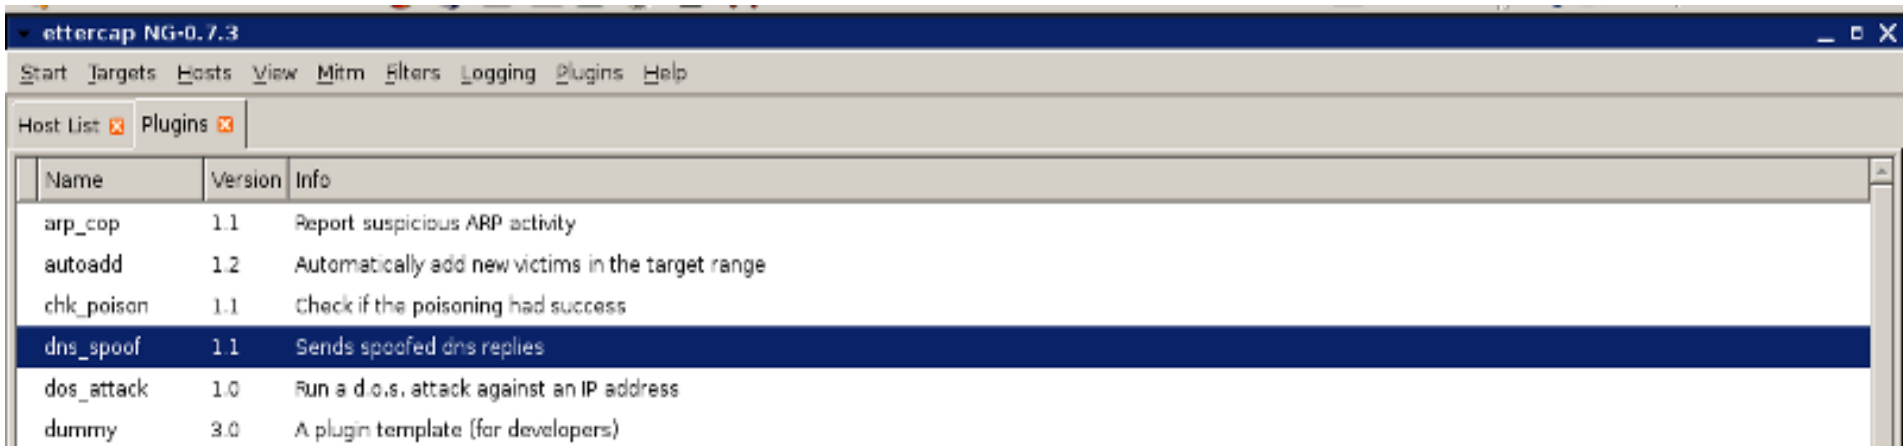 ettercap NG-0.7.3
Start Targets Hosts View Mitm Filters Logging Plugins Help
Host List Plugins
Name Version Info
arp_cop 1.1 Report suspicious ARP activity
autoadd 1.2 Automatically add new victims in the target range
chk_poison 1.1 Check if the poisoning had success
dns_spoof 1.1 Sends spoofed dns replies
dos_attack 1.0 Run a d.o.s. attack against an IP address
dummy 3.0 A plugin template (for developers)